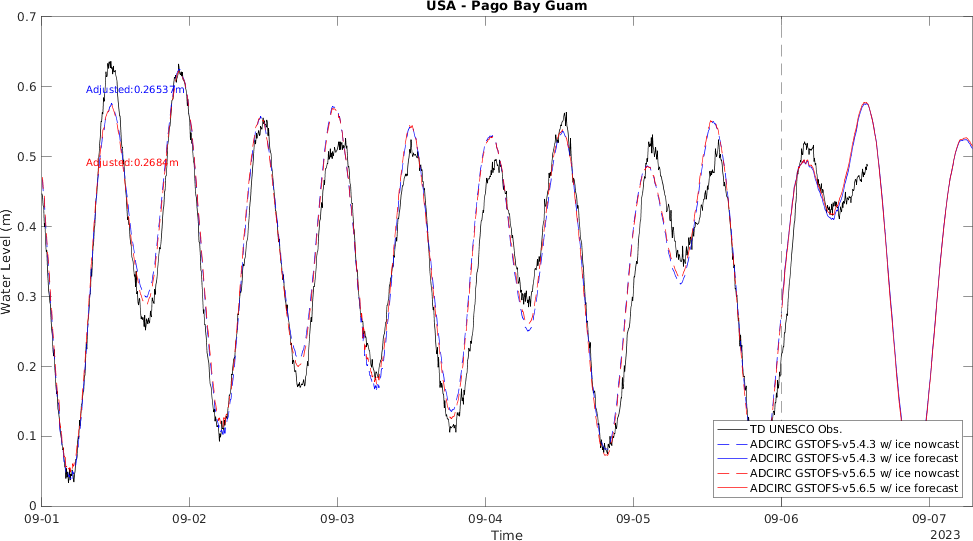 USA - Pago Bay Guam
0.7
0.6
0.5
0.4
0.3
0.2
0.1
0
Water Level (m)
Adjusted:0.26537m
Adjusted:0.2684m
TD UNESCO Obs.
ADCIRC GSTOFS-v5.4.3 w/ ice nowcast
ADCIRC GSTOFS-v5.4.3 w/ ice forecast
ADCIRC GSTOFS-v5.6.5 w/ ice nowcast
ADCIRC GSTOFS-v5.6.5 w/ ice forecast
09-01 09-02 09-03 09-04 09-05 09-06 09-07
Time
2023